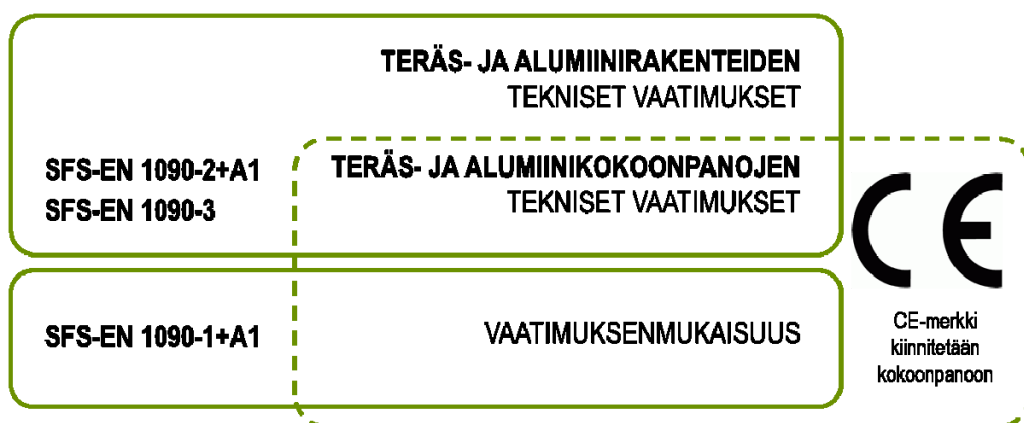 TERÄS- JA ALUMIINIRAKENTEIDEN
TEKNISET VAATIMUKSET
SFS-EN 1090-2+A1
TERÄS- JA ALUMIINIKOKOONPANOJEN
SFS-EN 1090-3
TEKNISET VAATIMUKSET
CE
SFS-EN 1090-1+A1
VAATIMUKSENMUKAISUUS
CE-merkki
kiinnitetään
kokoonpanoon